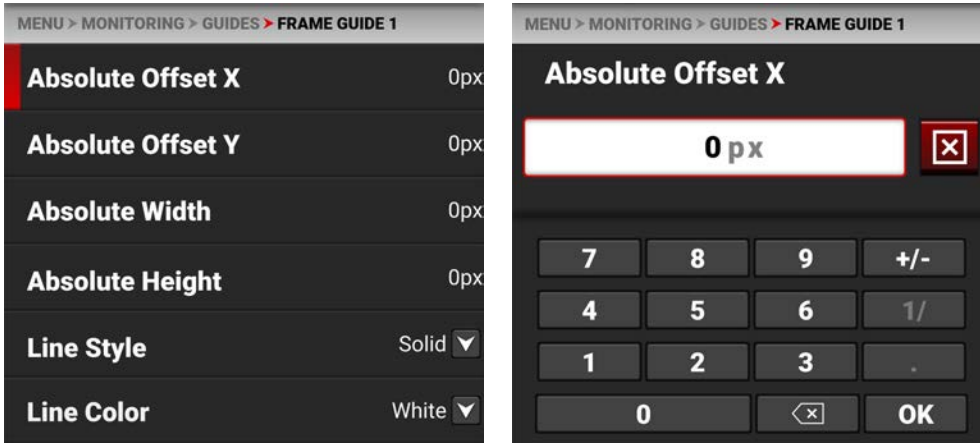 MENU > MONITORING > GUIDES > FRAME GUIDE 1
Absolute Offset X 0px
Absolute Offset Y 0px
Absolute Width 0px
Absolute Height 0px
Line Style Solid
Line Color White
MENU > MONITORING > GUIDES > FRAME GUIDE 1
Absolute Offset X
0 px
7 8 9 +/-
4 5 6 1/
1 2 3 .
0 OK